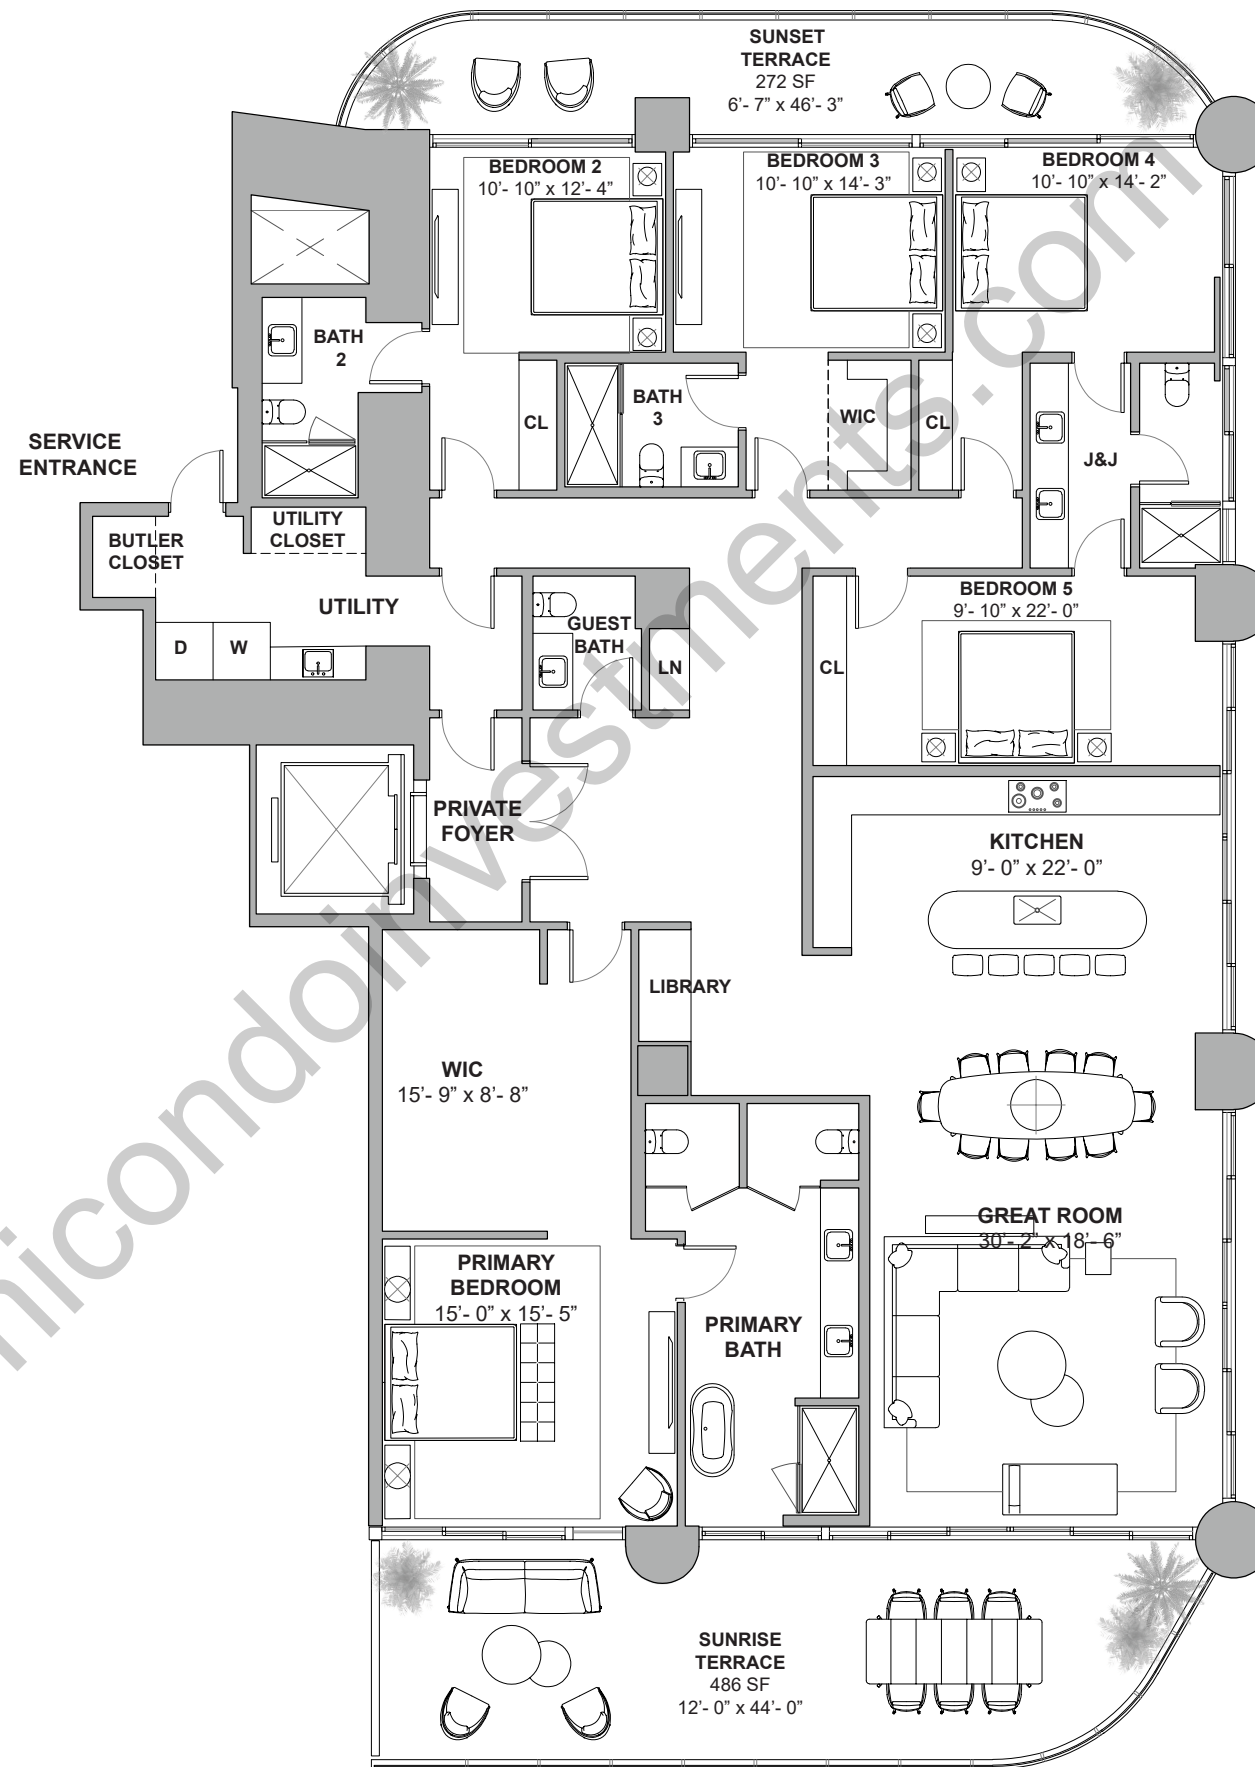 SUNSET
TERRACE
272 SF
6’- 7” x 46’- 3”
BEDROOM 2
10’- 10” x 12’- 4”
BEDROOM 3
10’- 10” x 14’- 3”
BEDROOM 4
10’- 10” x 14’- 2”
BATH
2
CL
BATH
3
WIC
CL
J&J
SERVICE
ENTRANCE
BUTLER
CLOSET
UTILITY
CLOSET
UTILITY
D
W
GUEST
BATH
LN
CL
BEDROOM 5
9’- 10” x 22’- 0”
PRIVATE
FOYER
KITCHEN
9’- 0” x 22’- 0”
LIBRARY
WIC
15’- 9” x 8’- 8”
GREAT ROOM
30’- 2” x 18’- 6”
PRIMARY
BEDROOM
15’- 0” x 15’- 5”
PRIMARY
BATH
SUNRISE
TERRACE
486 SF
12’- 0” x 44’- 0”
micondoinvestments.com